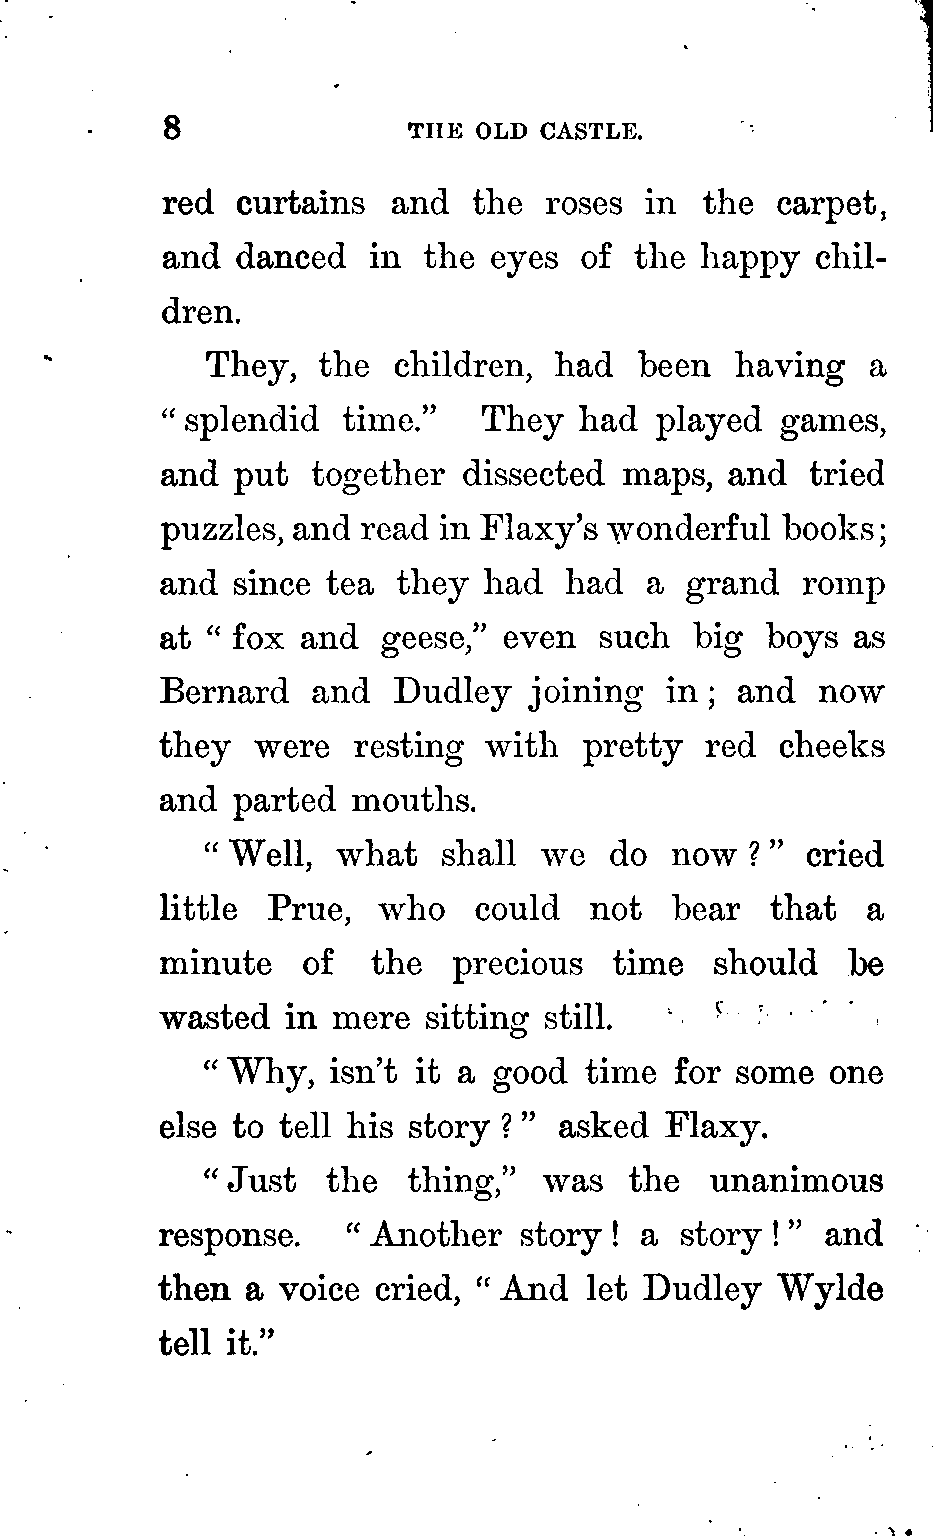 8 THE OLD CASTLE.
red curtains and the roses in the carpet,
and danced in the eyes of the happy chil-
dren.
They, the children, had been having a
“splendid time.” They had played games,
and put together dissected maps, and tried
puzzles, and read in Flaxy’s wonderful books;
and since tea they had had a grand romp
at “fox and geese,” even such big boys as
Bernard and Dudley joining in; and now
they were resting with pretty red cheeks
and parted mouths.
“Well, what shall we do now?” cried
little Prue, who could not bear that a
minute of the precious time should be
wasted in mere sitting still.
“Why, isn’t it a good time for some one
else to tell his story?” asked Flaxy.
“Just the thing,” was the unanimous
response. “Another story! a story!” and
then a voice cried, “And let Dudley Wylde
tell it.”